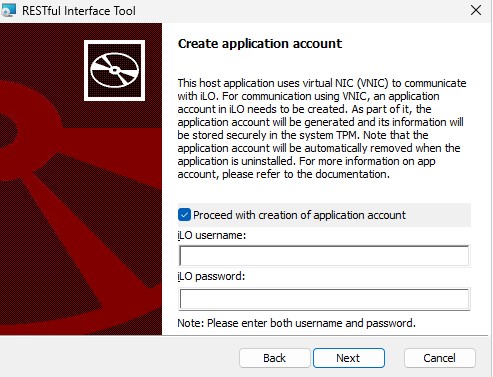 RESTful Interface Tool
Create application account
This host application uses virtual NIC (VNIC) to communicate
with iLO. For communication using VNIC, an application
account in iLO needs to be created. As part of it, the
application account will be generated and its information will
be stored securely in the system TPM. Note that the
application account will be automatically removed when the
application is uninstalled. For more information on app
account, please refer to the documentation.
Proceed with creation of application account
iLO username:
iLO password:
Note: Please enter both username and password.
Back
Next
Cancel